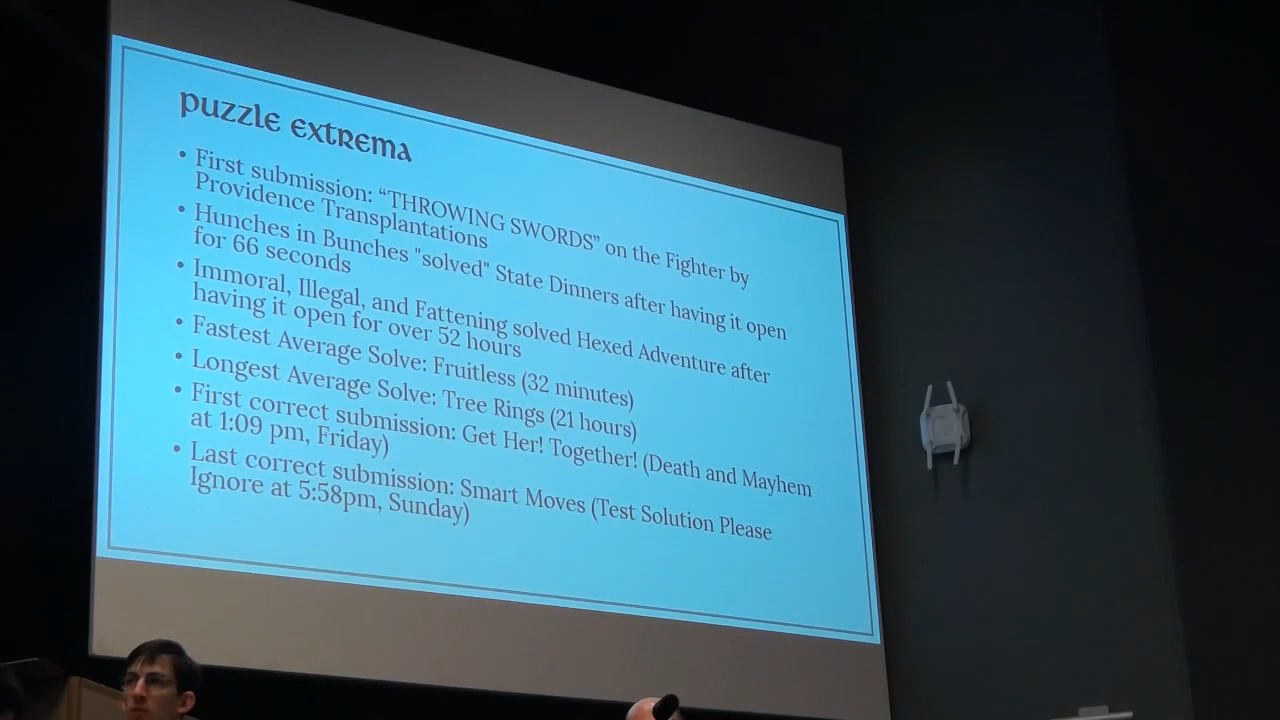 puzzle extrema
• First submission: “THROWING SWORDS” on the Fighter by
Providence Transplantations
• Hunches in Bunches "solved" State Dinners after having it open
for 66 seconds
• Immoral, Illegal, and Fattening solved Hexed Adventure after
having it open for over 52 hours
• Fastest Average Solve: Fruitless (32 minutes)
• Longest Average Solve: Tree Rings (21 hours)
• First correct submission: Get Her! Together! (Death and Mayhem
at 1:09 pm, Friday)
• Last correct submission: Smart Moves (Test Solution Please
Ignore at 5:58pm, Sunday)